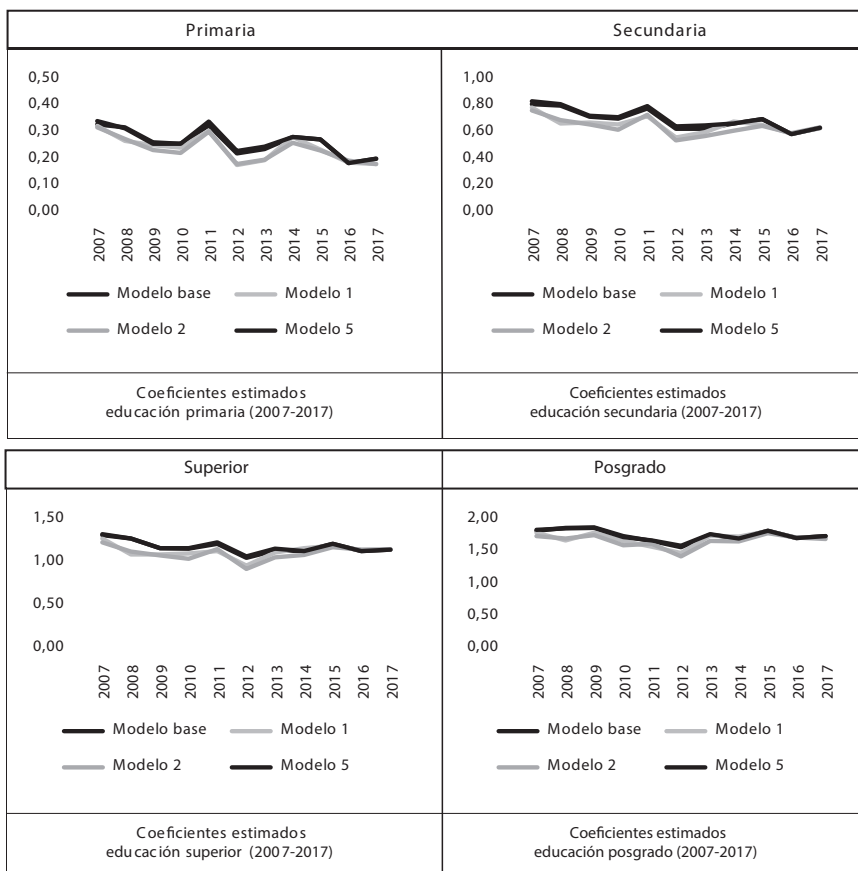 Primaria
Secundaria
0,50
0,40
0,30
0,20
0,10
0,00
2007 2008 2009 2010 2011 2012 2013 2014 2015 2016 2017
Modelo base Modelo 1
Modelo 2 Modelo 5
1,00
0,80
0,60
0,40
0,20
0,00
2007 2008 2009 2010 2011 2012 2013 2014 2015 2016 2017
Modelo base Modelo 1
Modelo 2 Modelo 5
Coeficientes estimados
educación primaria (2007-2017)
Coeficientes estimados
educación secundaria (2007-2017)
Superior
Posgrado
1,50
1,00
0,50
0,00
2007 2008 2009 2010 2011 2012 2013 2014 2015 2016 2017
Modelo base Modelo 1
Modelo 2 Modelo 5
2,00
1,50
1,00
0,50
0,00
2007 2008 2009 2010 2011 2012 2013 2014 2015 2016 2017
Modelo base Modelo 1
Modelo 2 Modelo 5
Coeficientes estimados
educación superior (2007-2017)
Coeficientes estimados
educación posgrado (2007-2017)